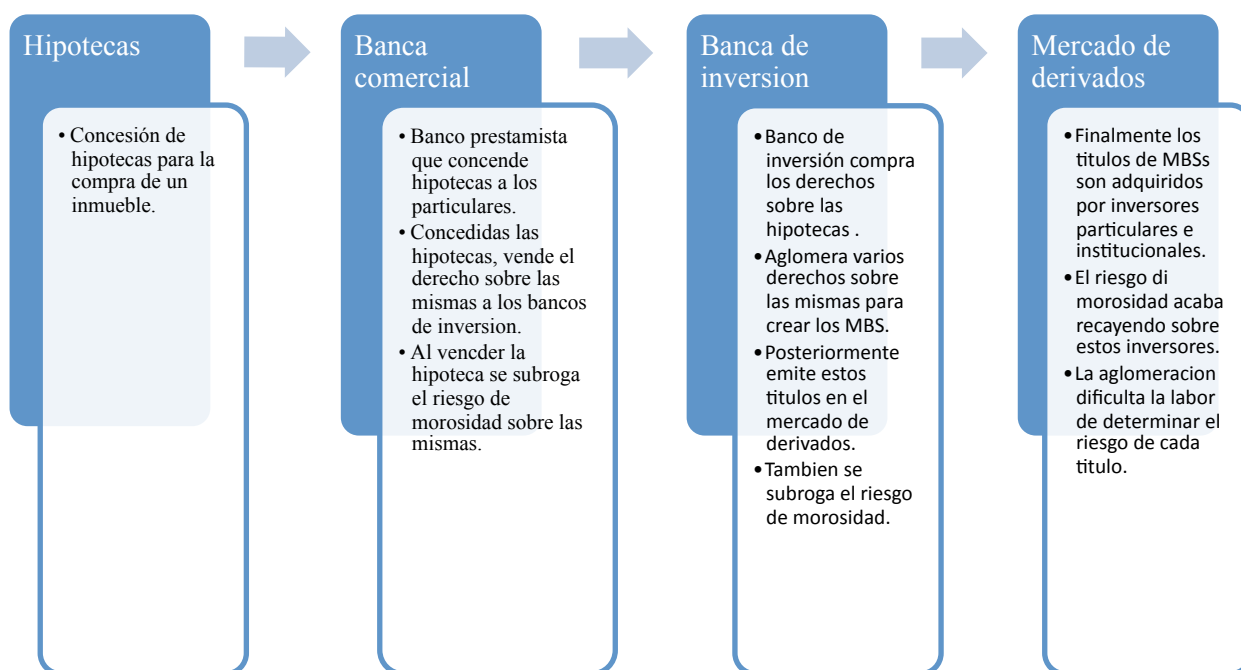 Hipotecas
• Concesión de
hipotecas para la
compra de un
inmueble.
Banca
comercial
• Banco prestamista
que concende
hipotecas a los
particulares.
• Concedidas las
hipotecas, vende el
derecho sobre las
mismas a los bancos
de inversion.
• Al vencder la
hipoteca se subroga
el riesgo de
morosidad sobre las
mismas.
Banca de
inversion
•Banco de
inversión compra
los derechos
sobre las
hipotecas .
•Aglomera varios
derechos sobre
las mismas para
crear los MBS.
•Posteriormente
emite estos
titulos en el
mercado de
derivados.
•Tambien se
subroga el riesgo
de morosidad.
Mercado de
derivados
•Finalmente los
titulos de MBSs
son adquiridos
por inversores
particulares e
institucionales.
•El riesgo di
morosidad acaba
recayendo sobre
estos inversores.
•La aglomeracion
dificulta la labor
de determinar el
riesgo de cada
titulo.